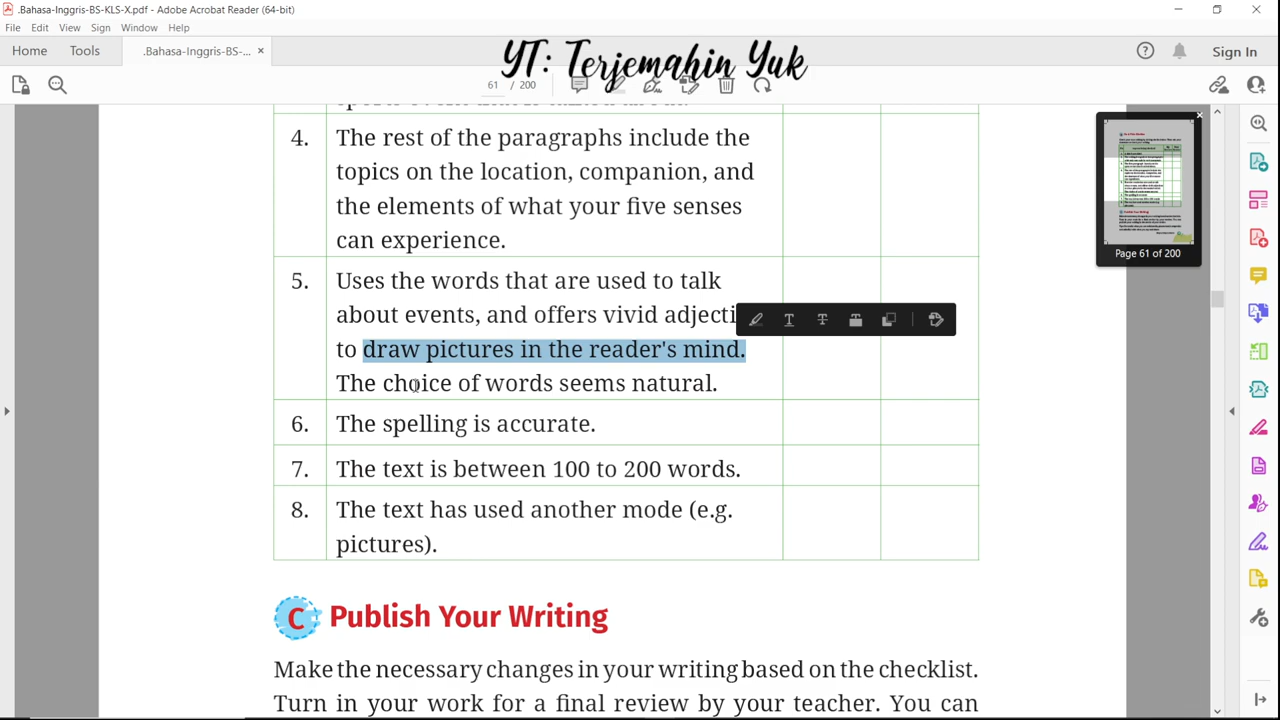 .Bahasa-Inggris-BS-KLS-X.pdf - Adobe Acrobat Reader (64-bit)
File Edit View Sign Window Help
Home Tools .Bahasa-Inggris-BS-... × Sign In
YT: Terjemahin Yuk
61 / 200
4. The rest of the paragraphs include the
topics on the location, companion, and
the elements of what your five senses
can experience.
5. Uses the words that are used to talk
about events, and offers vivid adjecti
to draw pictures in the reader's mind.
The choice of words seems natural.
6. The spelling is accurate.
7. The text is between 100 to 200 words.
8. The text has used another mode (e.g.
pictures).
C Publish Your Writing
Make the necessary changes in your writing based on the checklist.
Turn in your work for a final review by your teacher. You can
Page 61 of 200